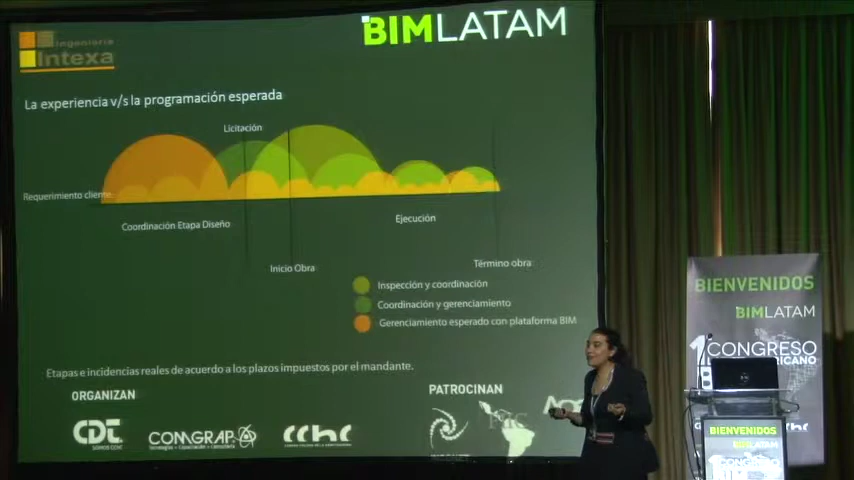 Ingenieria
Intexa
BIMLATAM
La experiencia v/s la programación esperada
Licitación
Requerimiento cliente
Coordinación Etapa Diseño
Ejecución
Inicio Obra
Término obra
Inspección y coordinación
Coordinación y gerenciamiento
Gerenciamiento esperado con plataforma BIM
Etapas e incidencias reales de acuerdo a los plazos impuestos por el mandante.
ORGANIZAN
PATROCINAN
CDT
COMGRAP
cchc
BIENVENIDOS
BIMLATAM
CONGRESO
BIENVENIDOS
BIMLATAM
CONGRESO